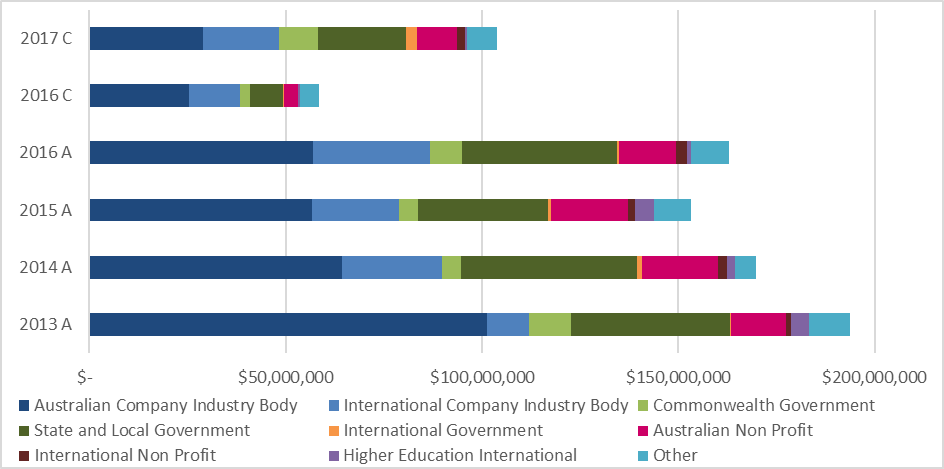 2017 C
2016 C
2016 A
2015 A
2014 A
2013 A
$- $50,000,000 $100,000,000 $150,000,000 $200,000,000
Australian Company Industry Body International Company Industry Body Commonwealth Government
State and Local Government International Government Australian Non Profit
International Non Profit Higher Education International Other